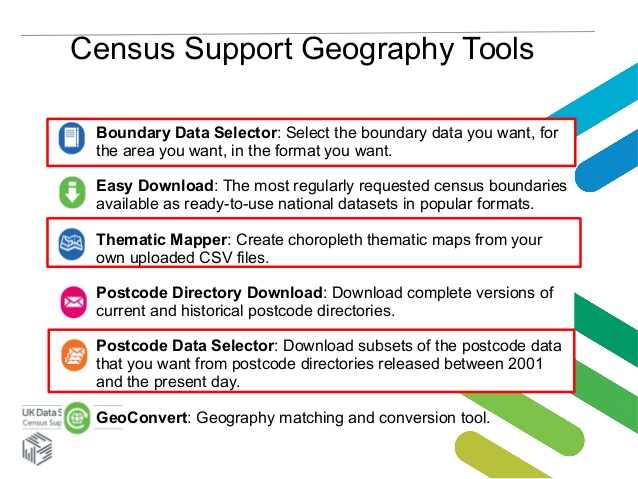 Census Support Geography Tools
Boundary Data Selector: Select the boundary data you want, for
the area you want, in the format you want.
Easy Download: The most regularly requested census boundaries
available as ready-to-use national datasets in popular formats.
Thematic Mapper: Create choropleth thematic maps from your
own uploaded CSV files.
Postcode Directory Download: Download complete versions of
current and historical postcode directories.
Postcode Data Selector: Download subsets of the postcode data
that you want from postcode directories released between 2001
and the present day.
GeoConvert: Geography matching and conversion tool.
UK Data S
Census Sup